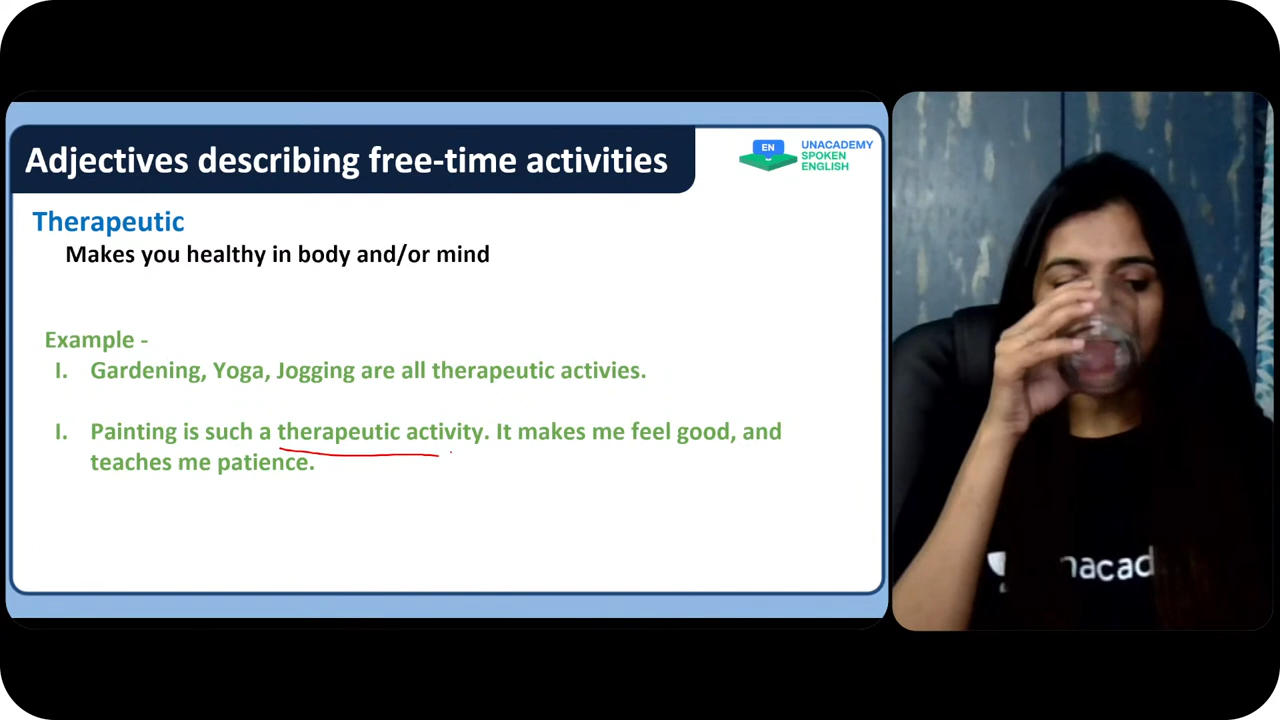 Adjectives describing free-time activities
EN
UNACADEMY
SPOKEN
ENGLISH
Therapeutic
Makes you healthy in body and/or mind
Example -
I. Gardening, Yoga, Jogging are all therapeutic activies.
I. Painting is such a therapeutic activity. It makes me feel good, and
teaches me patience.
nacad